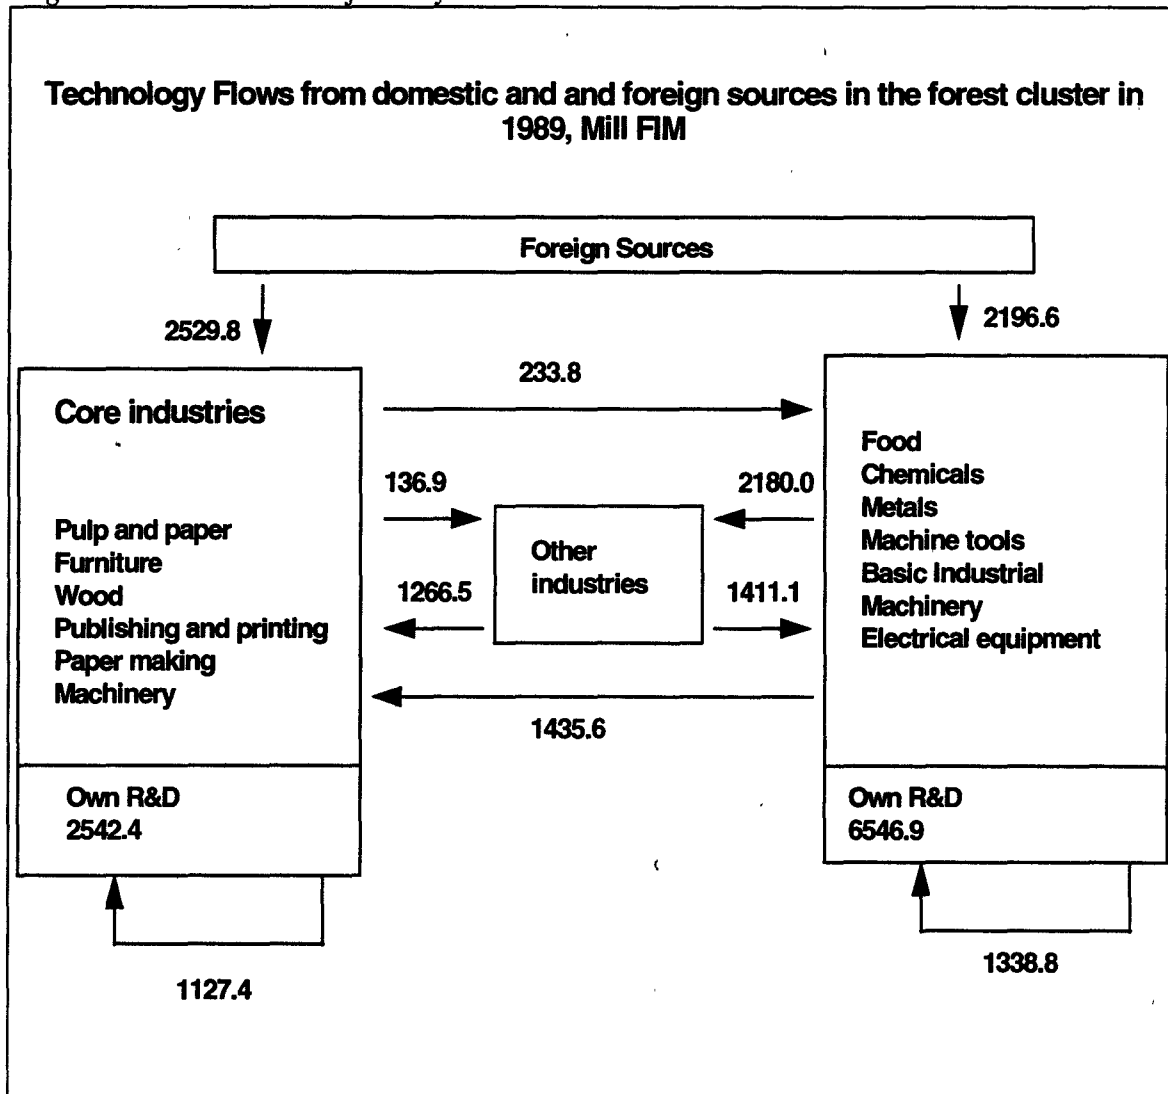 Technology Flows from domestic and and foreign sources in the forest cluster in
1989, Mill FIM
Foreign Sources
2529.8
2196.6
233.8
Core industries
Pulp and paper
Furniture
Wood
Publishing and printing
Paper making
Machinery
136.9
2180.0
Other
industries
1266.5
1411.1
1435.6
Food
Chemicals
Metals
Machine tools
Basic Industrial
Machinery
Electrical equipment
Own R&D
2542.4
Own R&D
6546.9
1127.4
1338.8